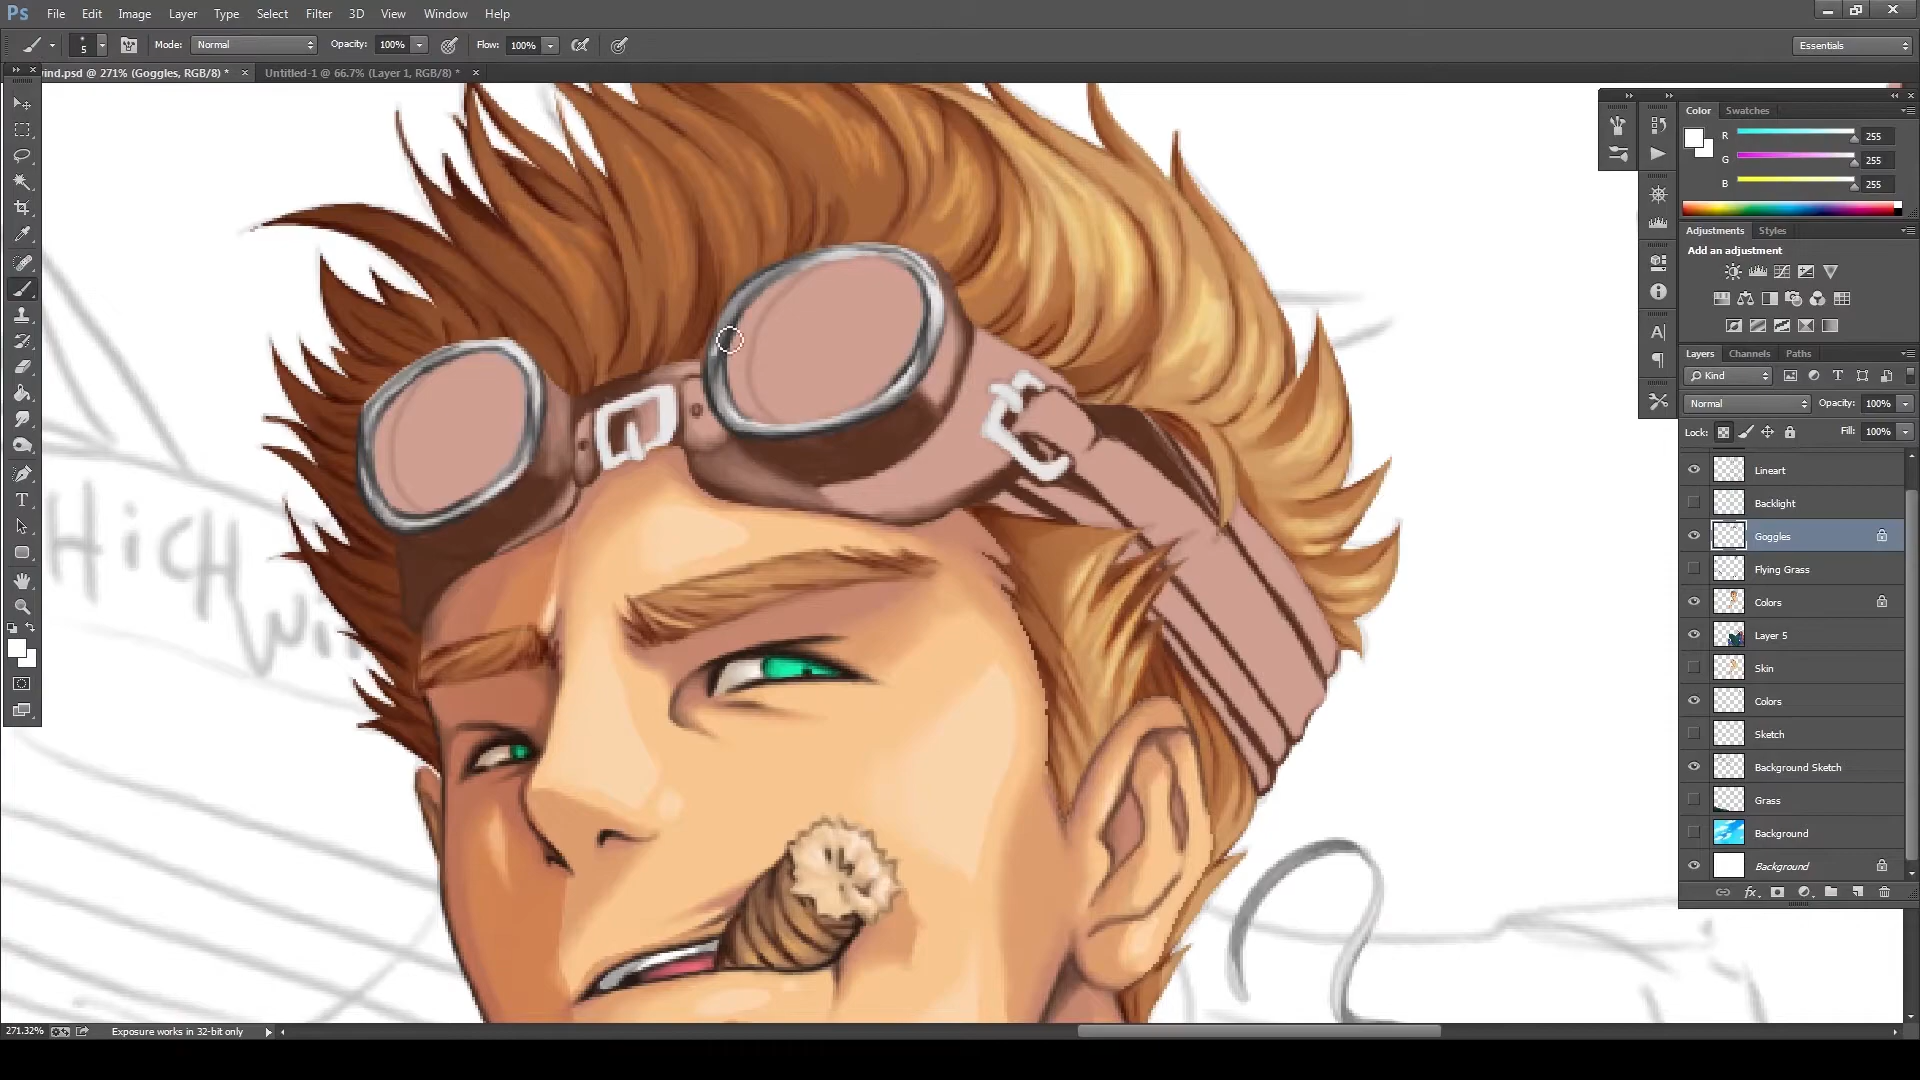 Ps File Edit Image Layer Type Select Filter 3D View Window Help
5 Mode: Normal Opacity: 100% Flow: 100% Essentials
wind.psd @ 271% (Goggles, RGB/8) * × Untitled-1 @ 66.7% (Layer 1, RGB/8) * ×
Color Swatches
R 255
G 255
B 255
Adjustments Styles
Add an adjustment
Layers Channels Paths
Kind
Normal Opacity: 100%
Lock: Fill: 100%
Lineart
Backlight
Goggles
Flying Grass
Colors
Layer 5
Skin
Colors
Sketch
Background Sketch
Grass
Background
Background
HiGH
Wi
271.32% Exposure works in 32-bit only